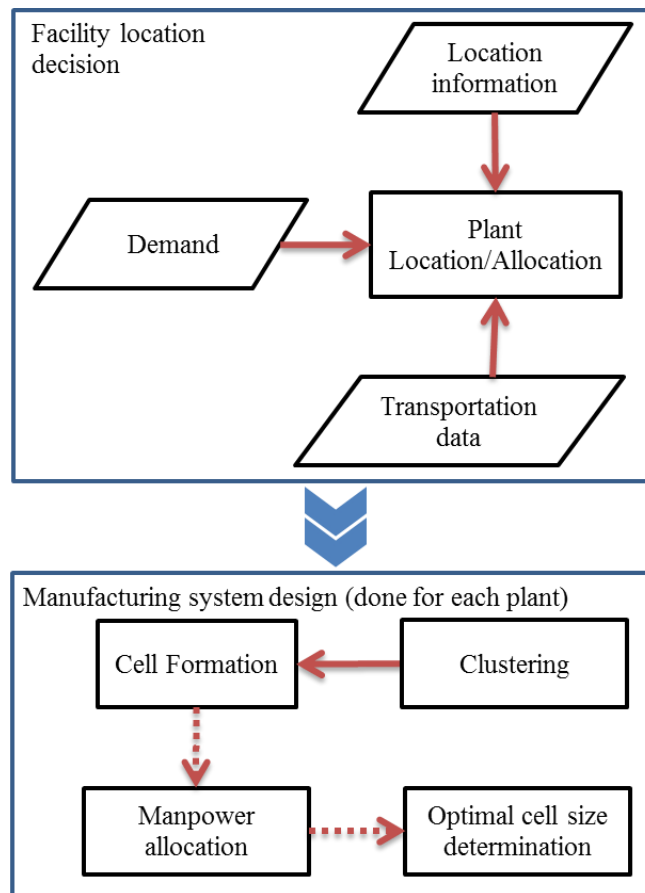 Facility location
decision
Location
information
Demand
Plant
Location/Allocation
Transportation
data
Manufacturing system design (done for each plant)
Cell Formation
Clustering
Manpower
allocation
Optimal cell size
determination